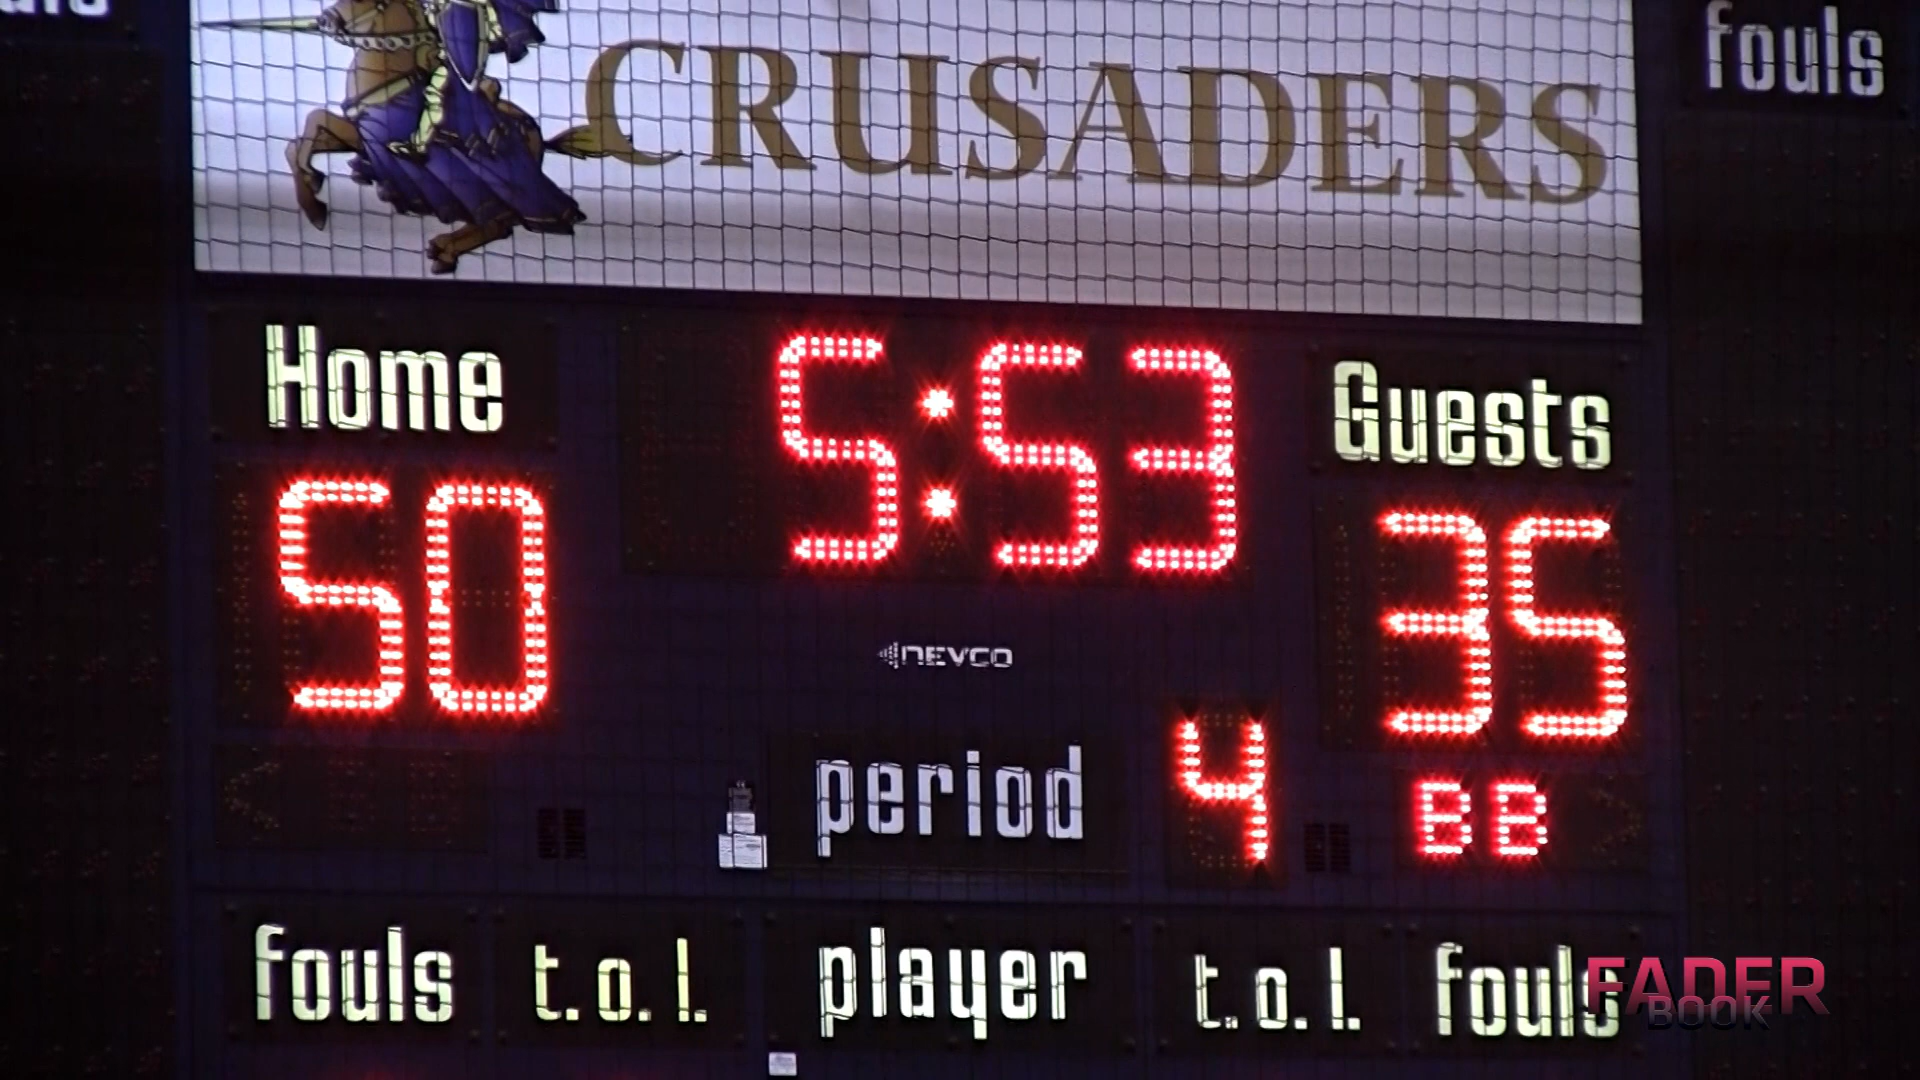 fouls
CRUSADERS
Home 5:53 Guests
50 35
NEVCO
period 4 BB
fouls t.o.l. player t.o.l. fouls
FADER
BOOK